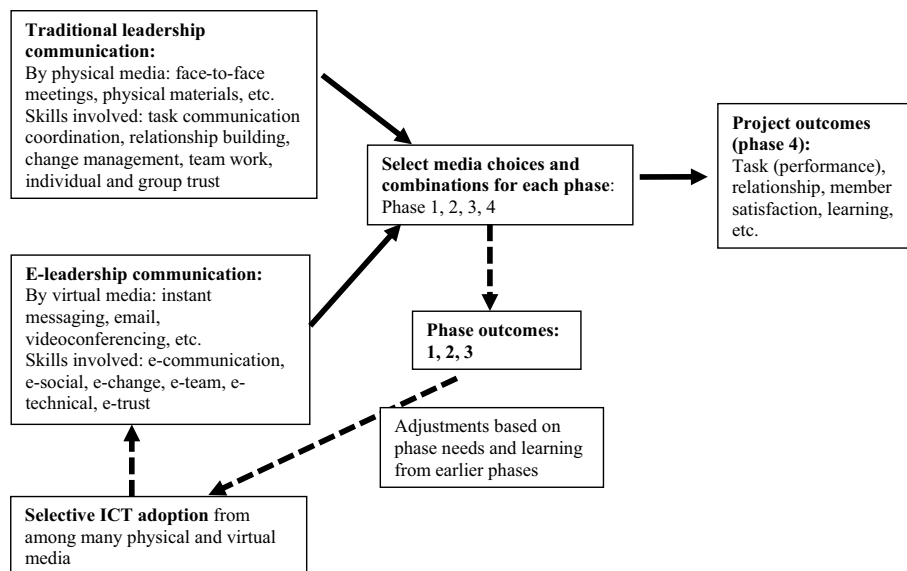 Traditional leadership
communication:
By physical media: face-to-face
meetings, physical materials, etc.
Skills involved: task communication
coordination, relationship building,
change management, team work,
individual and group trust
Select media choices and
combinations for each phase:
Phase 1, 2, 3, 4
Project outcomes
(phase 4):
Task (performance),
relationship, member
satisfaction, learning,
etc.
E-leadership communication:
By virtual media: instant
messaging, email,
videoconferencing, etc.
Skills involved: e-communication,
e-social, e-change, e-team, e-
technical, e-trust
Phase outcomes:
1, 2, 3
Adjustments based on
phase needs and learning
from earlier phases
Selective ICT adoption from
among many physical and virtual
media